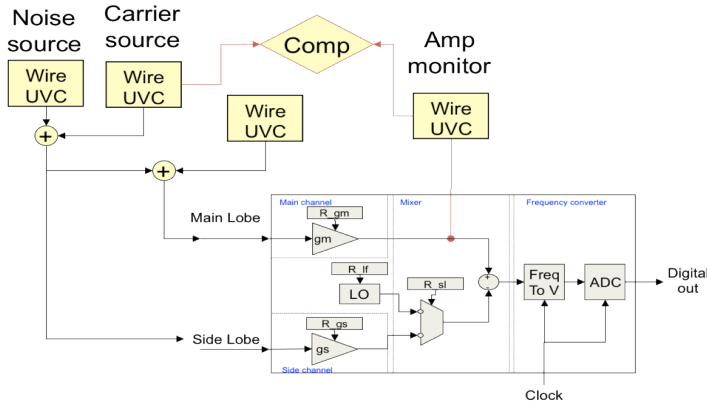 Noise
source
Carrier
source
Comp
Amp
monitor
Wire
UVC
Wire
UVC
Wire
UVC
Wire
UVC
+
+
Main channel
Mixer
Frequency converter
R_gm
Main Lobe
gm
R_lf
LO
R_sl
+
-
Freq
To V
ADC
Digital
out
R_gs
Side Lobe
gs
Side channel
Clock